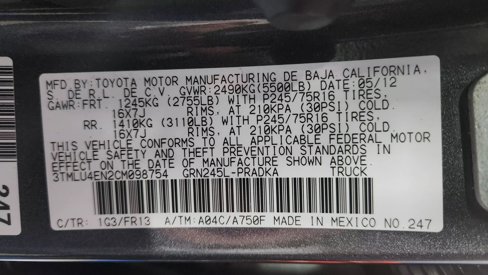 MFD.BY:TOYOTA MOTOR MANUFACTURING DE BAJA CALIFORNIA,
S. DE R.L. DE C.V. GVWR:2490KG(5500LB) DATE:05/12
GAWR:FRT. 1245KG (2755LB) WITH P245/75R16 TIRES,
16X7J RIMS, AT 210KPA (30PSI) COLD.
RR. 1410KG (3110LB) WITH P245/75R16 TIRES,
16X7J RIMS, AT 210KPA (30PSI) COLD.
THIS VEHICLE CONFORMS TO ALL APPLICABLE FEDERAL MOTOR
VEHICLE SAFETY AND THEFT PREVENTION STANDARDS IN
EFFECT ON THE DATE OF MANUFACTURE SHOWN ABOVE.
3TMLU4EN2CM098754 GRN245L-PRADKA TRUCK
C/TR: 1G3/FR13 A/TM:A04C/A750F MADE IN MEXICO NO.247
247